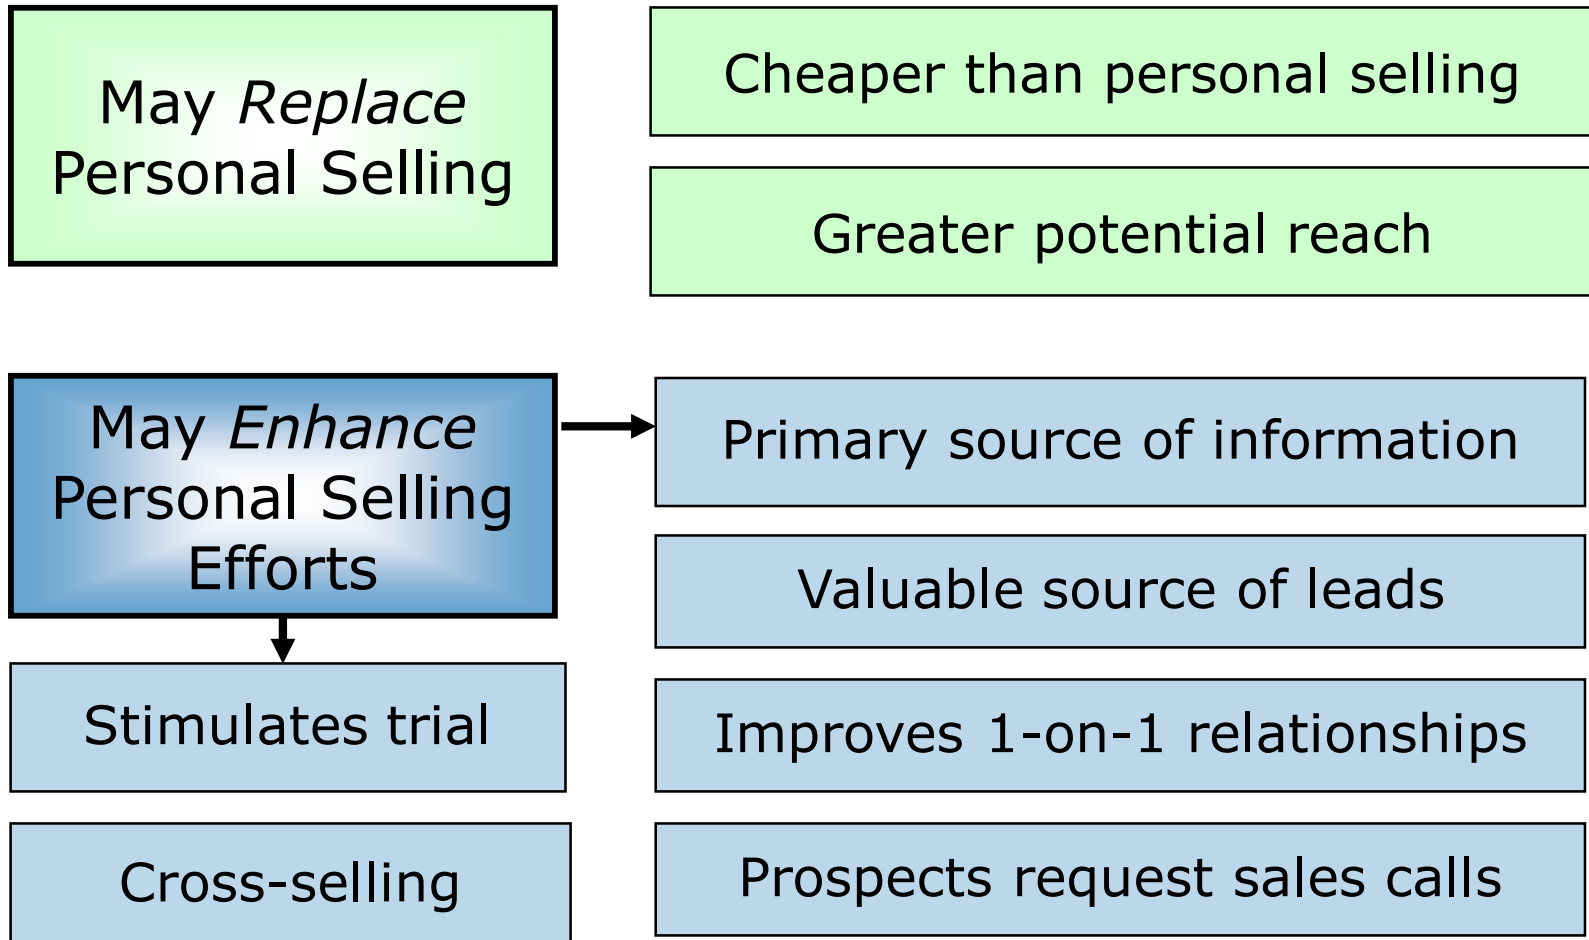 May Replace
Personal Selling
Cheaper than personal selling
Greater potential reach
May Enhance
Personal Selling
Efforts
Primary source of information
Valuable source of leads
Improves 1-on-1 relationships
Prospects request sales calls
Stimulates trial
Cross-selling